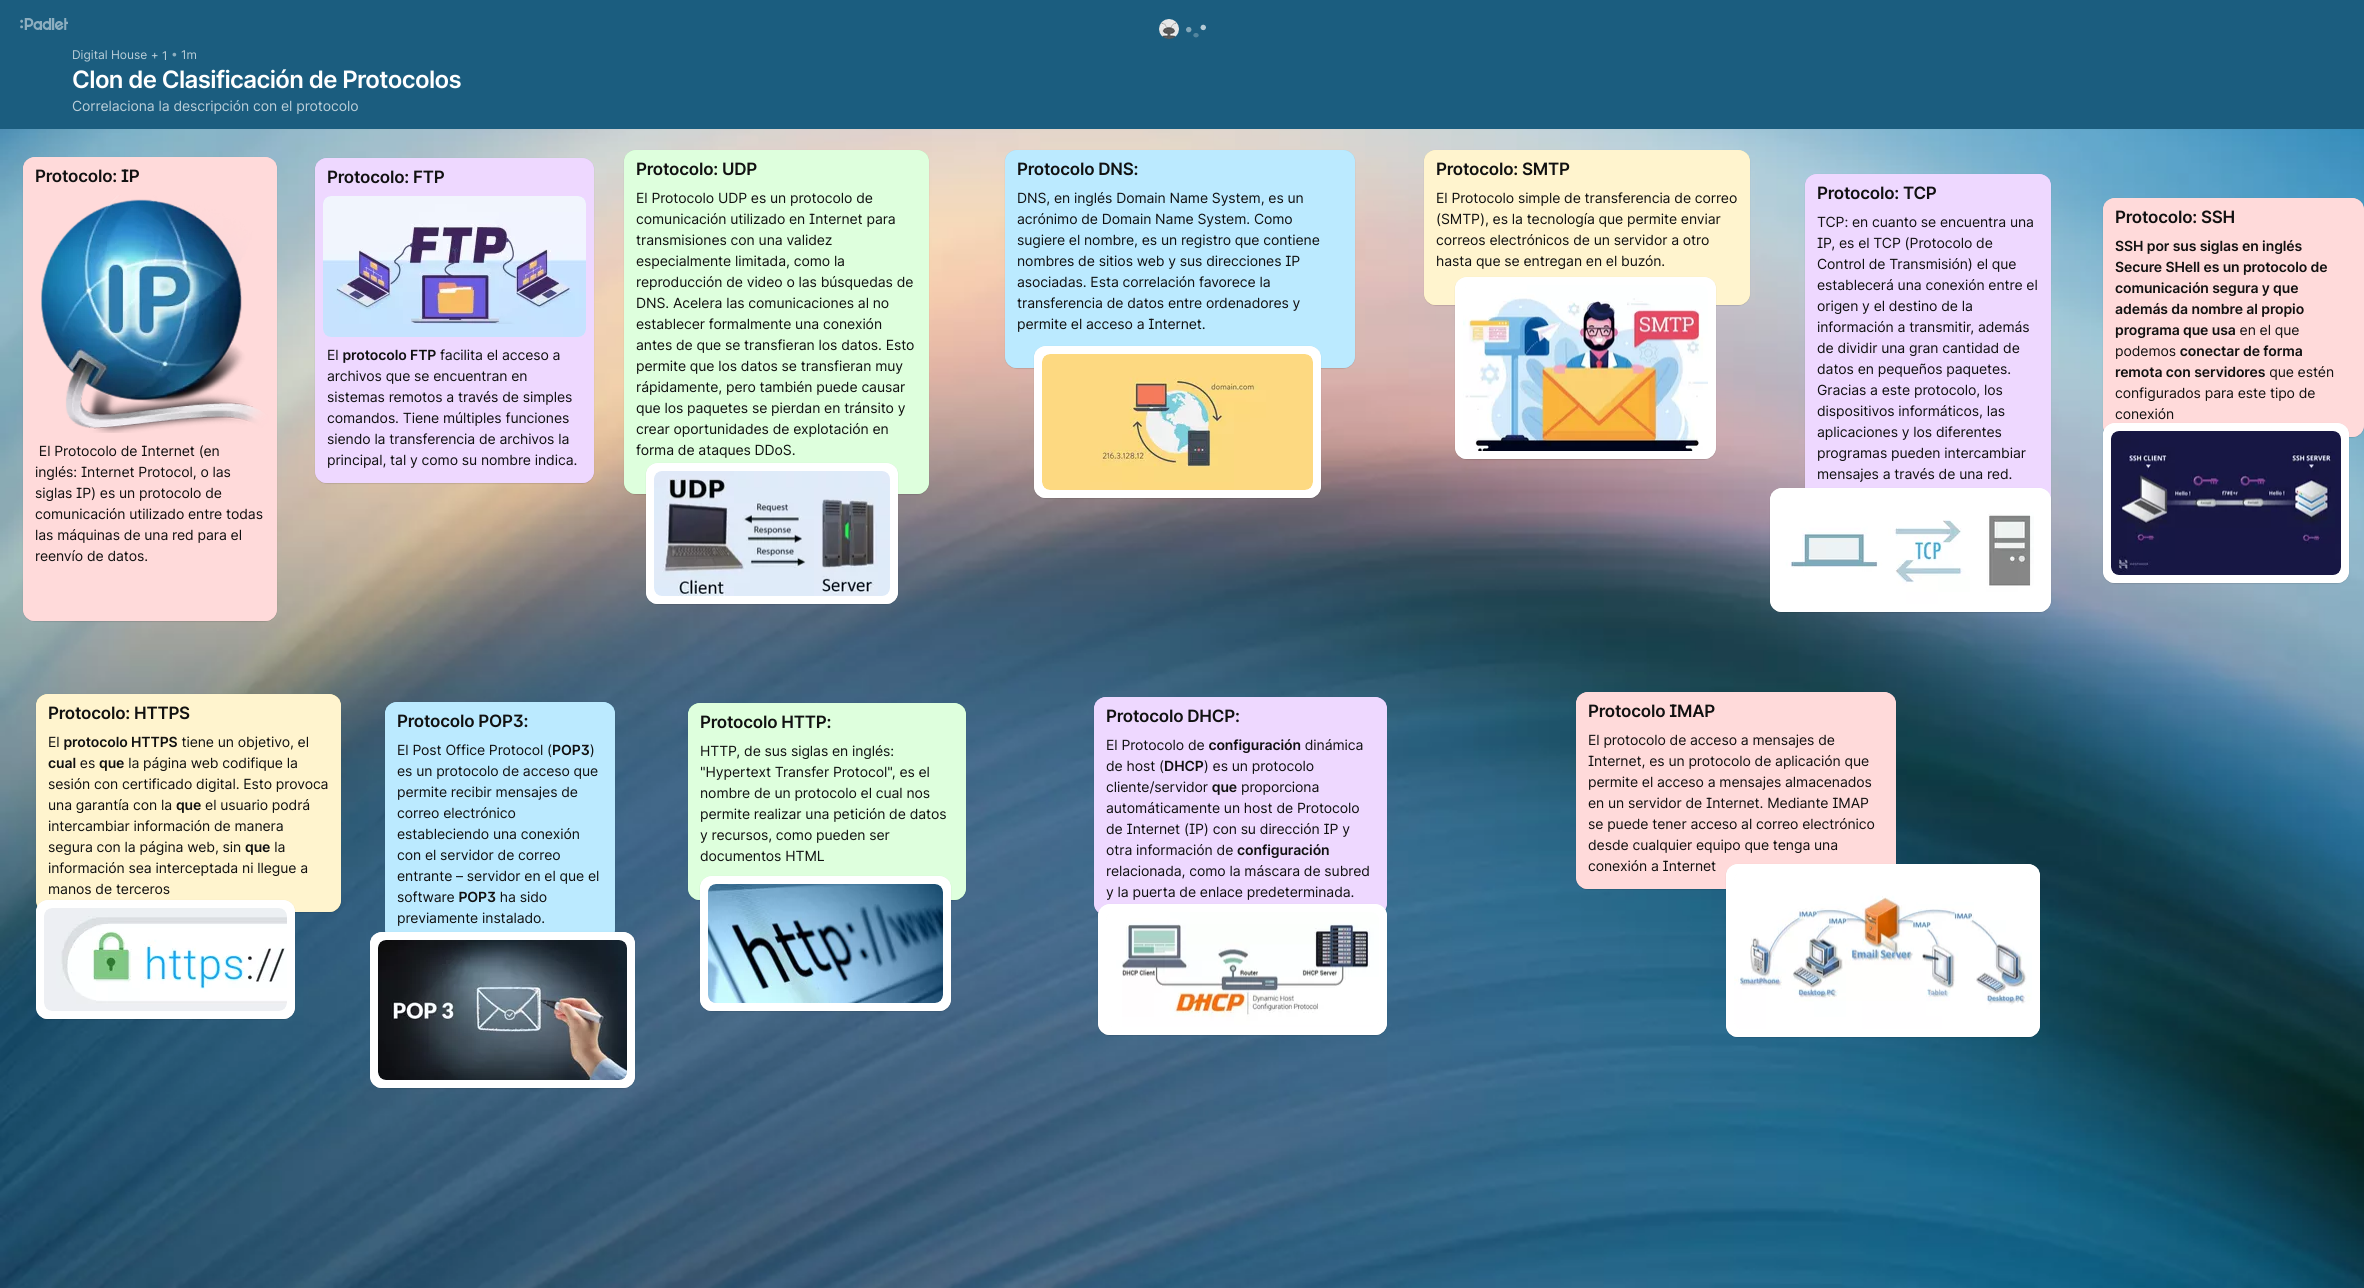 :Padlet
Digital House + 1 • 1m
Clon de Clasificación de Protocolos
Correlaciona la descripción con el protocolo
Protocolo: IP
IP
El Protocolo de Internet (en
inglés: Internet Protocol, o las
siglas IP) es un protocolo de
comunicación utilizado entre todas
las máquinas de una red para el
reenvío de datos.
Protocolo: FTP
FTP
El protocolo FTP facilita el acceso a
archivos que se encuentran en
sistemas remotos a través de simples
comandos. Tiene múltiples funciones
siendo la transferencia de archivos la
principal, tal y como su nombre indica.
Protocolo: UDP
El Protocolo UDP es un protocolo de
comunicación utilizado en Internet para
transmisiones con una validez
especialmente limitada, como la
reproducción de video o las búsquedas de
DNS. Acelera las comunicaciones al no
establecer formalmente una conexión
antes de que se transfieran los datos. Esto
permite que los datos se transfieran muy
rápidamente, pero también puede causar
que los paquetes se pierdan en tránsito y
crear oportunidades de explotación en
forma de ataques DDoS.
UDP
Request
Response
Response
Client
Server
Protocolo DNS:
DNS, en inglés Domain Name System, es un
acrónimo de Domain Name System. Como
sugiere el nombre, es un registro que contiene
nombres de sitios web y sus direcciones IP
asociadas. Esta correlación favorece la
transferencia de datos entre ordenadores y
permite el acceso a Internet.
domain.com
216.3.128.12
Protocolo: SMTP
El Protocolo simple de transferencia de correo
(SMTP), es la tecnología que permite enviar
correos electrónicos de un servidor a otro
hasta que se entregan en el buzón.
SMTP
Protocolo: TCP
TCP: en cuanto se encuentra una
IP, es el TCP (Protocolo de
Control de Transmisión) el que
establecerá una conexión entre el
origen y el destino de la
información a transmitir, además
de dividir una gran cantidad de
datos en pequeños paquetes.
Gracias a este protocolo, los
dispositivos informáticos, las
aplicaciones y los diferentes
programas pueden intercambiar
mensajes a través de una red.
TCP
Protocolo: SSH
SSH por sus siglas en inglés
Secure SHell es un protocolo de
comunicación segura y que
además da nombre al propio
programa que usa en el que
podemos conectar de forma
remota con servidores que estén
configurados para este tipo de
conexión
SSH CLIENT
SSH SERVER
Hello !
Hello !
Protocolo: HTTPS
El protocolo HTTPS tiene un objetivo, el
cual es que la página web codifique la
sesión con certificado digital. Esto provoca
una garantía con la que el usuario podrá
intercambiar información de manera
segura con la página web, sin que la
información sea interceptada ni llegue a
manos de terceros
https://
Protocolo POP3:
El Post Office Protocol (POP3)
es un protocolo de acceso que
permite recibir mensajes de
correo electrónico
estableciendo una conexión
con el servidor de correo
entrante – servidor en el que el
software POP3 ha sido
previamente instalado.
POP 3
Protocolo HTTP:
HTTP, de sus siglas en inglés:
"Hypertext Transfer Protocol", es el
nombre de un protocolo el cual nos
permite realizar una petición de datos
y recursos, como pueden ser
documentos HTML
http://www
Protocolo DHCP:
El Protocolo de configuración dinámica
de host (DHCP) es un protocolo
cliente/servidor que proporciona
automáticamente un host de Protocolo
de Internet (IP) con su dirección IP y
otra información de configuración
relacionada, como la máscara de subred
y la puerta de enlace predeterminada.
DHCP Client
Router
DHCP Server
DHCP
Dynamic Host
Configuration Protocol
Protocolo IMAP
El protocolo de acceso a mensajes de
Internet, es un protocolo de aplicación que
permite el acceso a mensajes almacenados
en un servidor de Internet. Mediante IMAP
se puede tener acceso al correo electrónico
desde cualquier equipo que tenga una
conexión a Internet
IMAP
IMAP
IMAP
IMAP
Email Server
SmartPhone
Desktop PC
Tablet
Desktop PC